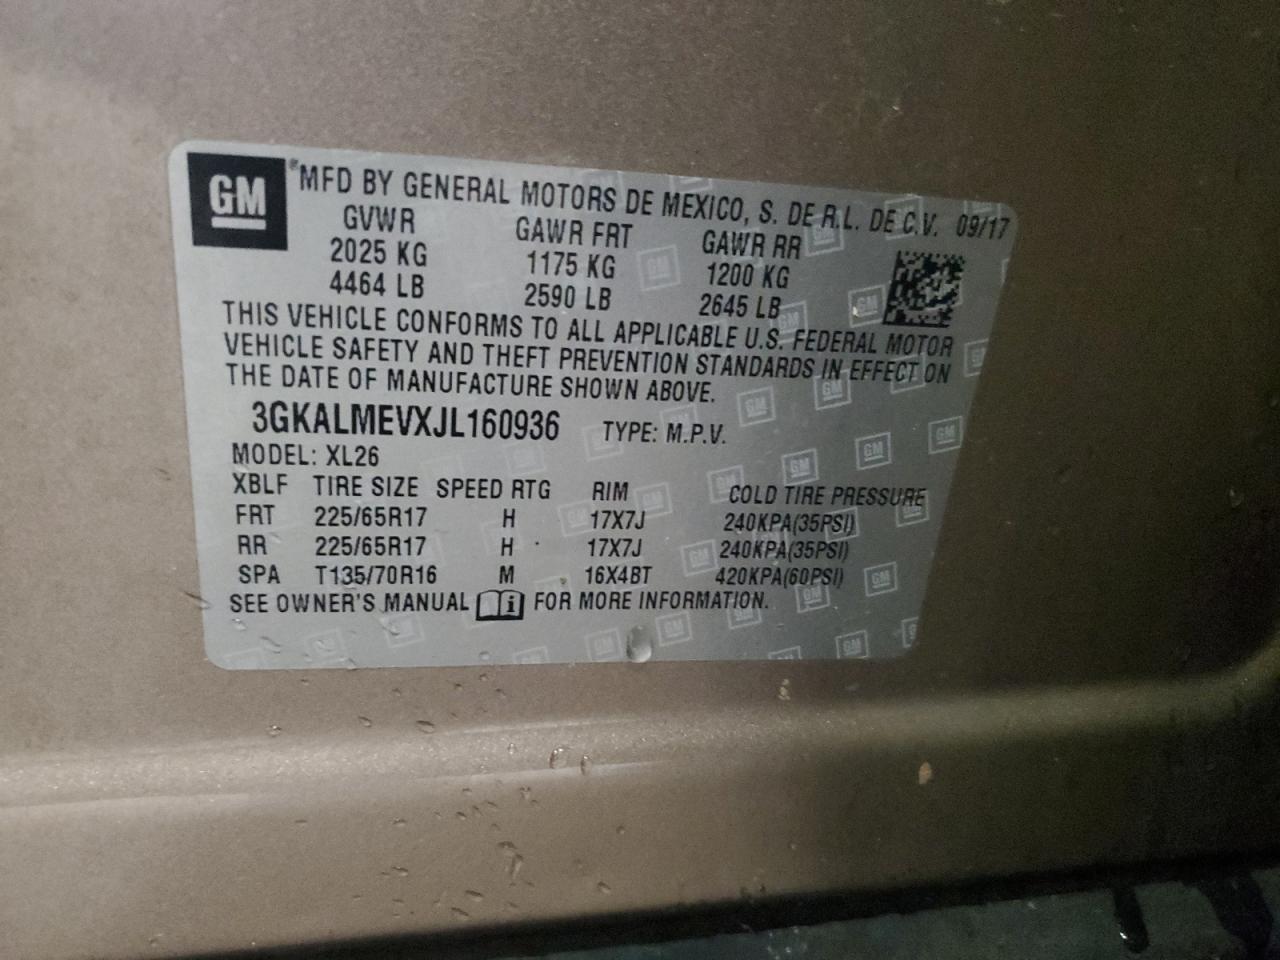 GM
®MFD BY GENERAL MOTORS DE MEXICO, S. DE R.L. DE C.V. 09/17
GVWR GAWR FRT GAWR RR
2025 KG 1175 KG 1200 KG
4464 LB 2590 LB 2645 LB
THIS VEHICLE CONFORMS TO ALL APPLICABLE U.S. FEDERAL MOTOR
VEHICLE SAFETY AND THEFT PREVENTION STANDARDS IN EFFECT ON
THE DATE OF MANUFACTURE SHOWN ABOVE.
3GKALMEVXJL160936 TYPE: M.P.V.
MODEL: XL26
XBLF TIRE SIZE SPEED RTG RIM COLD TIRE PRESSURE
FRT 225/65R17 H 17X7J 240KPA(35PSI)
RR 225/65R17 H 17X7J 240KPA(35PSI)
SPA T135/70R16 M 16X4BT 420KPA(60PSI)
SEE OWNER'S MANUAL i FOR MORE INFORMATION.